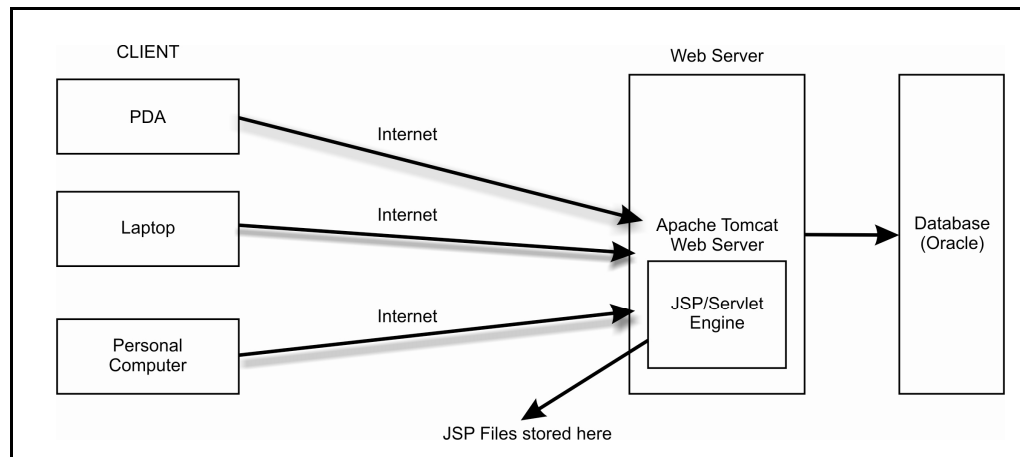 CLIENT
Web Server
PDA
Internet
Laptop
Internet
Apache Tomcat
Web Server
Database
(Oracle)
JSP/Servlet
Engine
Internet
Personal
Computer
JSP Files stored here